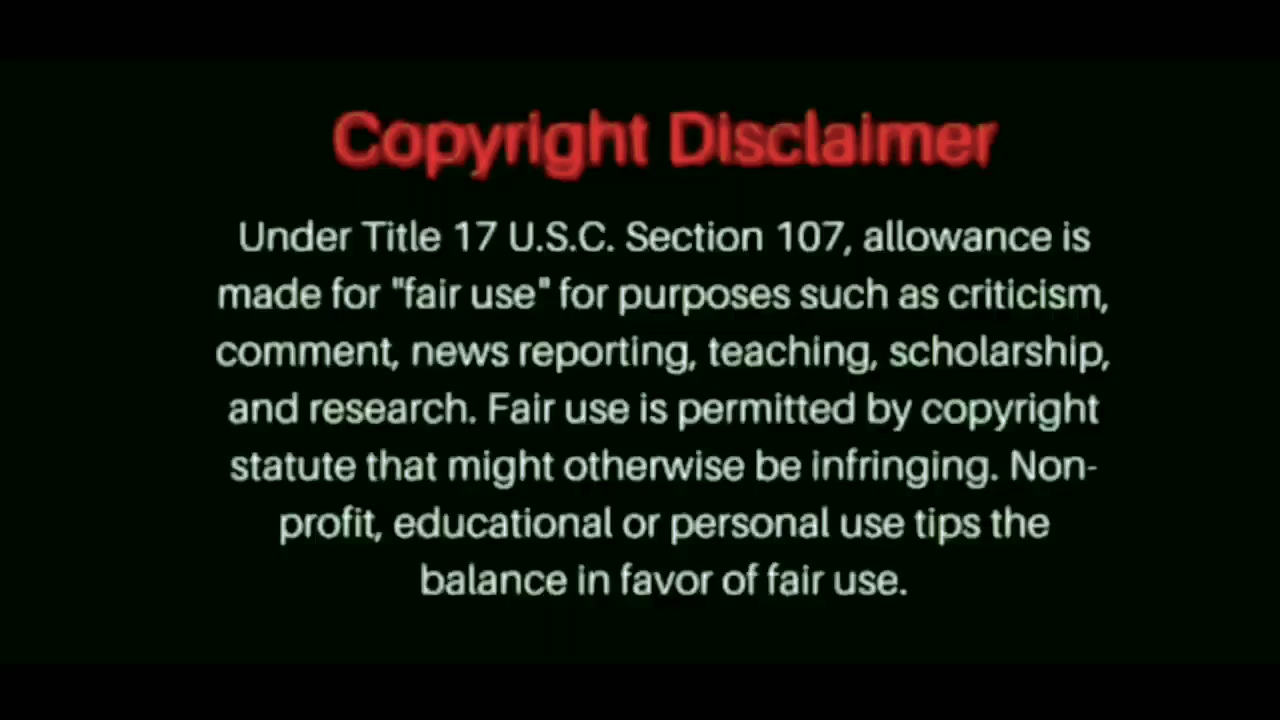 Copyright Disclaimer
Under Title 17 U.S.C. Section 107, allowance is
made for "fair use" for purposes such as criticism,
comment, news reporting, teaching, scholarship,
and research. Fair use is permitted by copyright
statute that might otherwise be infringing. Non-
profit, educational or personal use tips the
balance in favor of fair use.